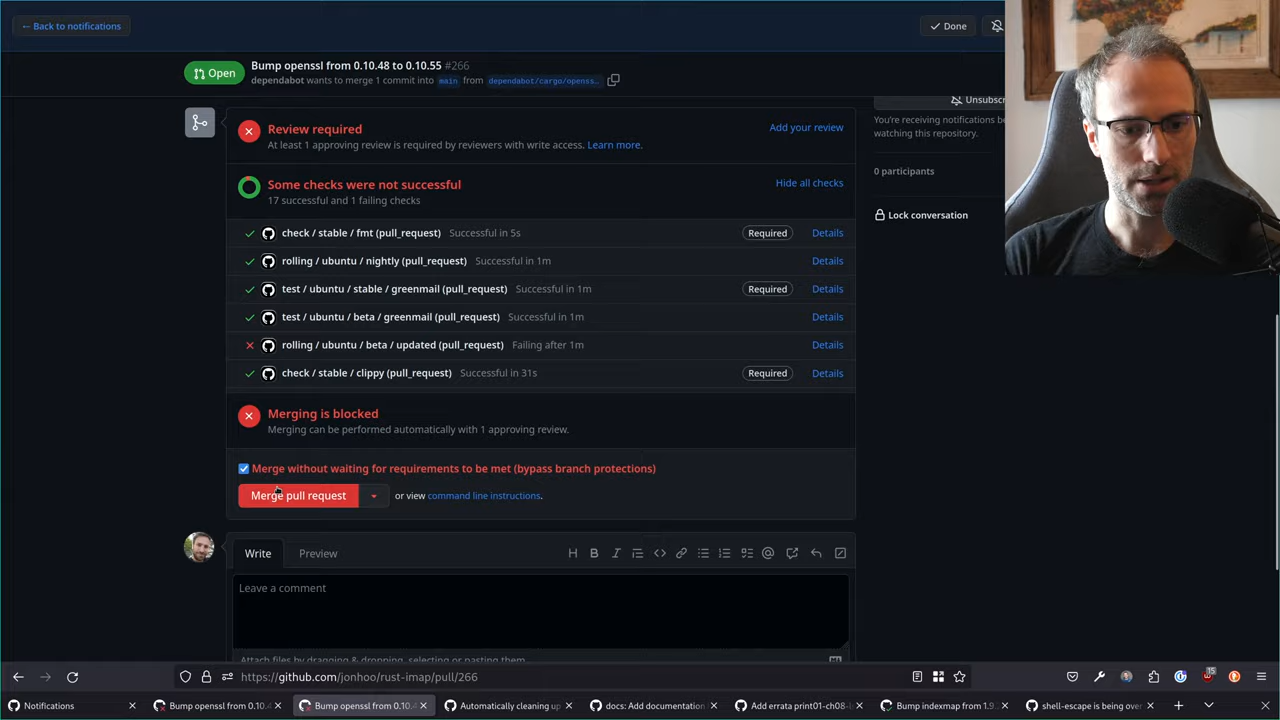 ← Back to notifications
Done
Open
Bump openssl from 0.10.48 to 0.10.55 #266
dependabot wants to merge 1 commit into main from dependabot/cargo/openss…
Unsubsc
You're receiving notifications be
watching this repository.
Review required
Add your review
At least 1 approving review is required by reviewers with write access. Learn more.
0 participants
Some checks were not successful
Hide all checks
17 successful and 1 failing checks
Lock conversation
check / stable / fmt (pull_request) Successful in 5s Required Details
rolling / ubuntu / nightly (pull_request) Successful in 1m Details
test / ubuntu / stable / greenmail (pull_request) Successful in 1m Required Details
test / ubuntu / beta / greenmail (pull_request) Successful in 1m Details
rolling / ubuntu / beta / updated (pull_request) Failing after 1m Details
check / stable / clippy (pull_request) Successful in 31s Required Details
Merging is blocked
Merging can be performed automatically with 1 approving review.
Merge without waiting for requirements to be met (bypass branch protections)
Merge pull request or view command line instructions.
Write Preview
Leave a comment
Attach files by dragging & dropping, selecting or pasting them.
https://github.com/jonhoo/rust-imap/pull/266
15
Notifications
Bump openssl from 0.10.4
Bump openssl from 0.10.4
Automatically cleaning up
docs: Add documentation
Add errata print01-ch08-l
Bump indexmap from 1.9.
shell-escape is being over